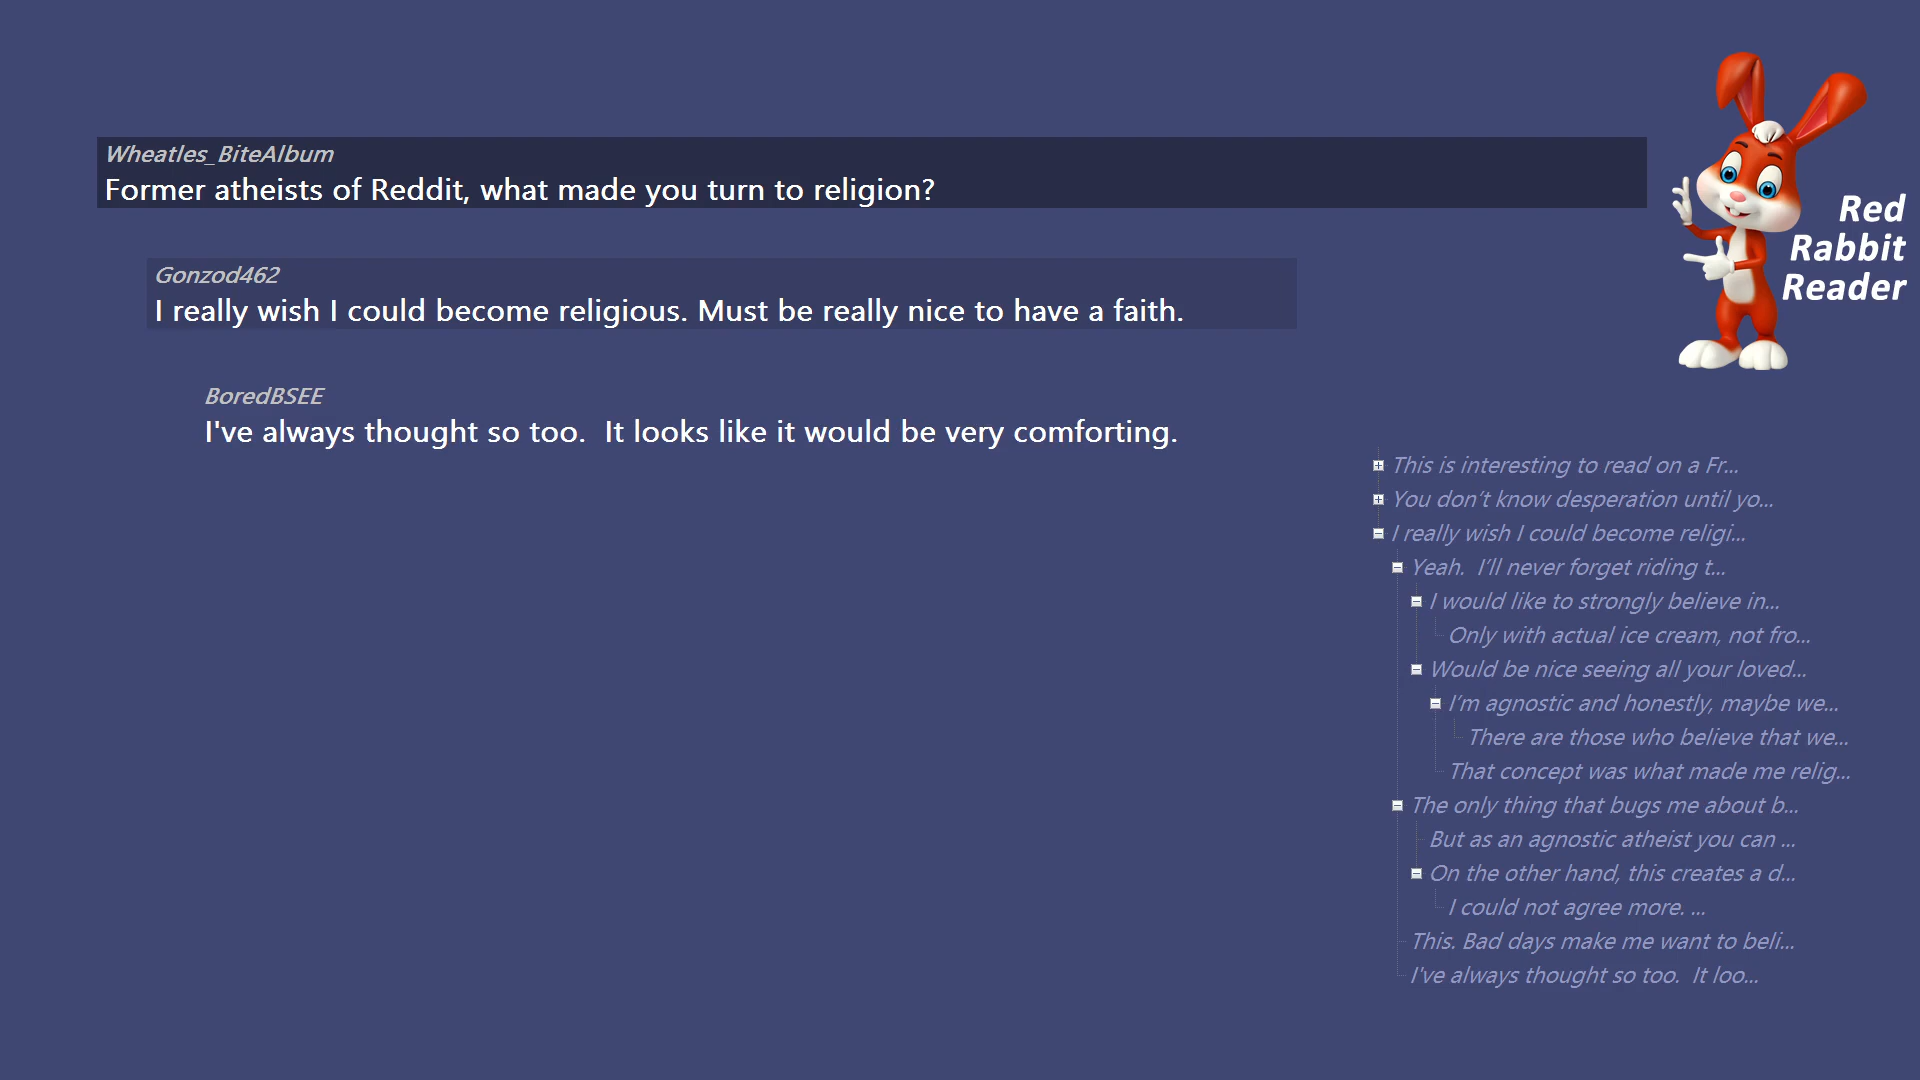 Wheatles_BiteAlbum
Former atheists of Reddit, what made you turn to religion?
Gonzod462
I really wish I could become religious. Must be really nice to have a faith.
BoredBSEE
I've always thought so too.  It looks like it would be very comforting.
Red
Rabbit
Reader
This is interesting to read on a Fr...
You don’t know desperation until yo...
I really wish I could become religi...
Yeah.  I’ll never forget riding t...
I would like to strongly believe in...
Only with actual ice cream, not fro...
Would be nice seeing all your loved...
I’m agnostic and honestly, maybe we...
There are those who believe that we...
That concept was what made me relig...
The only thing that bugs me about b...
But as an agnostic atheist you can ...
On the other hand, this creates a d...
I could not agree more. ...
This. Bad days make me want to beli...
I've always thought so too.  It loo...